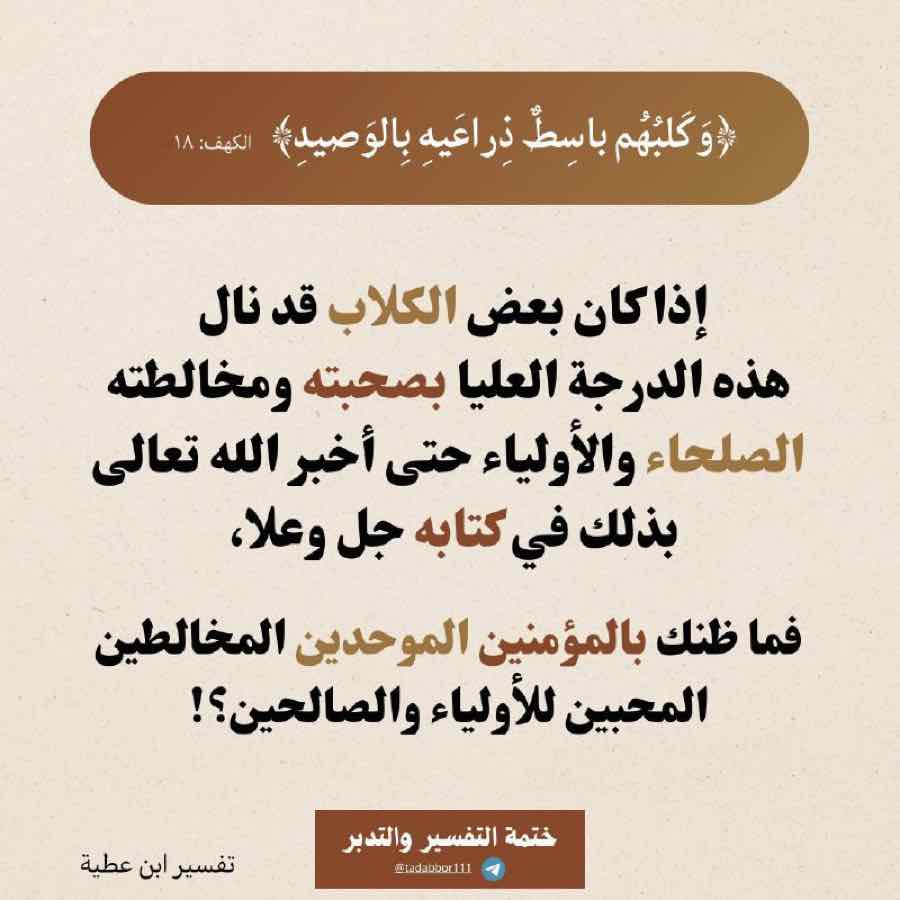 ﴿وَكَلبُهُم باسِطٌ ذِراعَيهِ بِالوَصيدِ﴾ الكهف: ١٨
إذا كان بعض الكلاب قد نال
هذه الدرجة العليا بصحبته ومخالطته
الصلحاء والأولياء حتى أخبر الله تعالى
بذلك في كتابه جل وعلا،
فما ظنك بالمؤمنين الموحدين المخالطين
المحبين للأولياء والصالحين؟!
ختمة التفسير والتدبر
@tadabbor111
تفسير ابن عطية